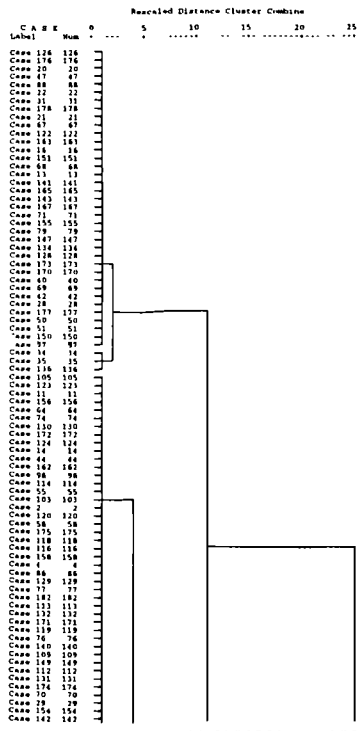 Rescaled Distance Cluster Combine
C A S E 0 5 10 15 20 25
Label Num
Case 126 126
Case 176 176
Case 20 20
Case 47 47
Case 88 88
Case 22 22
Case 31 31
Case 178 178
Case 21 21
Case 67 67
Case 122 122
Case 163 163
Case 16 16
Case 151 151
Case 68 68
Case 13 13
Case 141 141
Case 165 165
Case 143 143
Case 167 167
Case 71 71
Case 155 155
Case 79 79
Case 147 147
Case 134 134
Case 128 128
Case 173 173
Case 170 170
Case 40 40
Case 69 69
Case 42 42
Case 28 28
Case 177 177
Case 50 50
Case 51 51
Case 150 150
Case 97 97
Case 34 34
Case 35 35
Case 136 136
Case 105 105
Case 123 123
Case 11 11
Case 156 156
Case 64 64
Case 74 74
Case 130 130
Case 172 172
Case 124 124
Case 14 14
Case 44 44
Case 162 162
Case 98 98
Case 114 114
Case 55 55
Case 103 103
Case 2 2
Case 120 120
Case 58 58
Case 175 175
Case 118 118
Case 116 116
Case 158 158
Case 4 4
Case 86 86
Case 129 129
Case 77 77
Case 182 182
Case 113 113
Case 132 132
Case 171 171
Case 119 119
Case 76 76
Case 140 140
Case 109 109
Case 149 149
Case 112 112
Case 131 131
Case 174 174
Case 70 70
Case 29 29
Case 154 154
Case 142 142